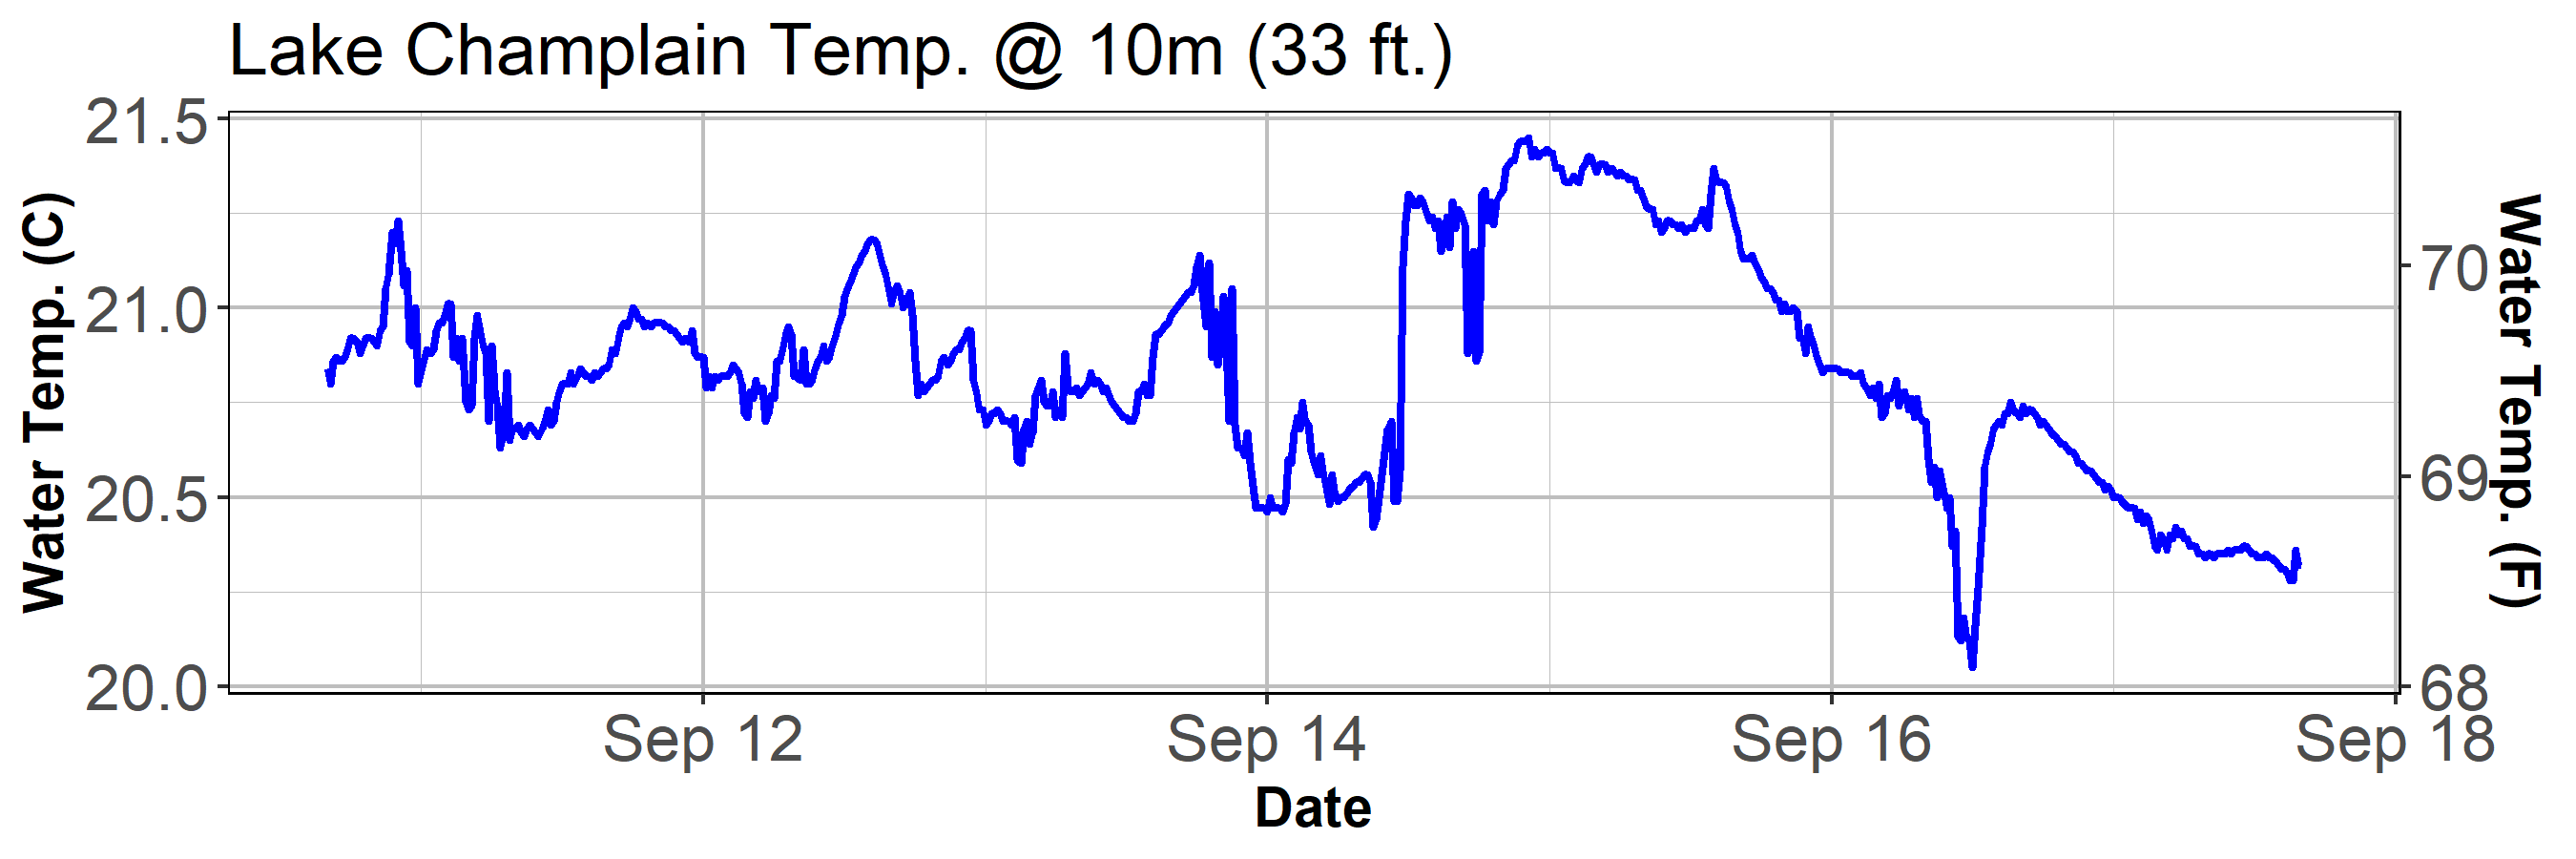 Lake Champlain Temp. @ 10m (33 ft.)
Water Temp. (C)
21.5
21.0
20.5
20.0
70
69
68
Water Temp. (F)
Sep 12
Sep 14
Sep 16
Sep 18
Date